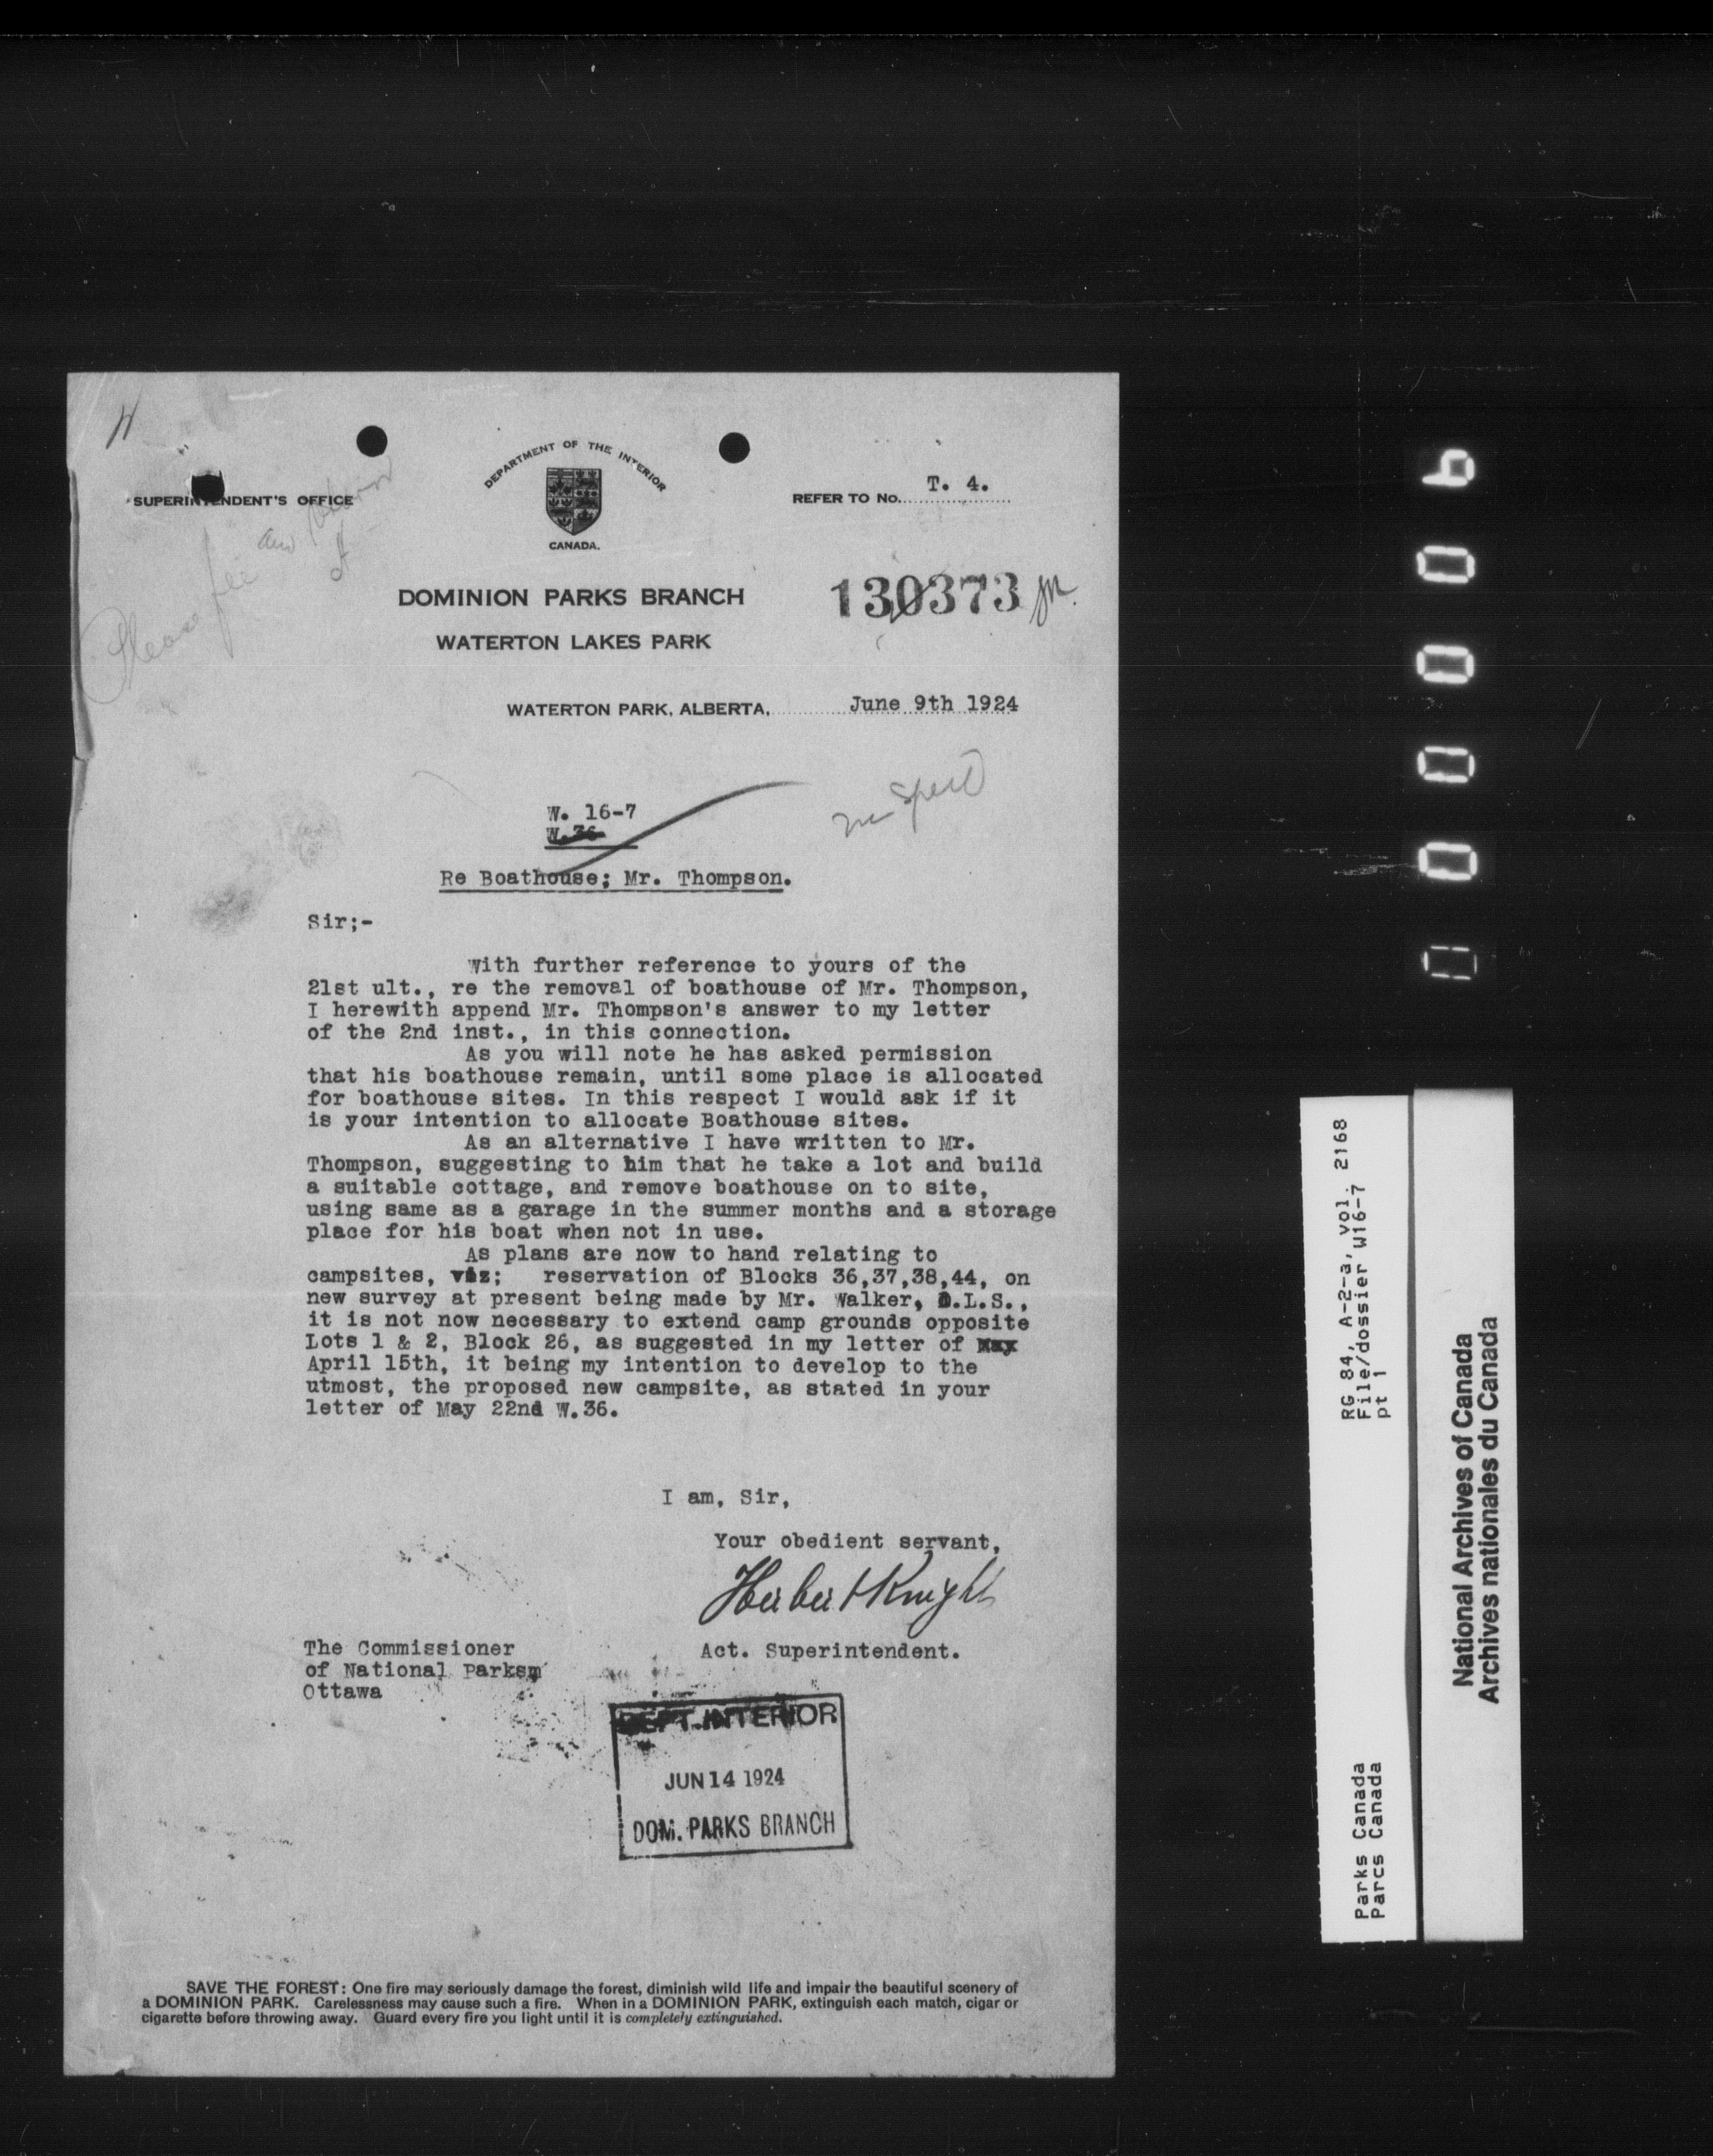 DEPARTMENT OF THE INTERIOR
CANADA.
SUPERINTENDENT'S OFFICE
REFER TO No. T. 4.
Please see and
DOMINION PARKS BRANCH
130373
WATERTON LAKES PARK
WATERTON PARK, ALBERTA, June 9th 1924
W. 16-7
W.36
Mr Spero
Re Boathouse; Mr. Thompson.
Sir;-
With further reference to yours of the
21st ult., re the removal of boathouse of Mr. Thompson,
I herewith append Mr. Thompson's answer to my letter
of the 2nd inst., in this connection.
As you will note he has asked permission
that his boathouse remain, until some place is allocated
for boathouse sites. In this respect I would ask if it
is your intention to allocate Boathouse sites.
As an alternative I have written to Mr.
Thompson, suggesting to him that he take a lot and build
a suitable cottage, and remove boathouse on to site,
using same as a garage in the summer months and a storage
place for his boat when not in use.
As plans are now to hand relating to
campsites, viz; reservation of Blocks 36,37,38,44, on
new survey at present being made by Mr. Walker, D.L.S.,
it is not now necessary to extend camp grounds opposite
Lots 1 & 2, Block 26, as suggested in my letter of May
April 15th, it being my intention to develop to the
utmost, the proposed new campsite, as stated in your
letter of May 22nd W.36.
I am, Sir,
Your obedient servant,
Herbert Knight
Act. Superintendent.
The Commissioner
of National Parksm
Ottawa
DEPT. INTERIOR
JUN 14 1924
DOM. PARKS BRANCH
SAVE THE FOREST: One fire may seriously damage the forest, diminish wild life and impair the beautiful scenery of
a DOMINION PARK. Carelessness may cause such a fire. When in a DOMINION PARK, extinguish each match, cigar or
cigarette before throwing away. Guard every fire you light until it is completely extinguished.
RG 84, A-2-a, vol. 2168
File/dossier W16-7
pt 1
Parks Canada
Parcs Canada
National Archives of Canada
Archives nationales du Canada